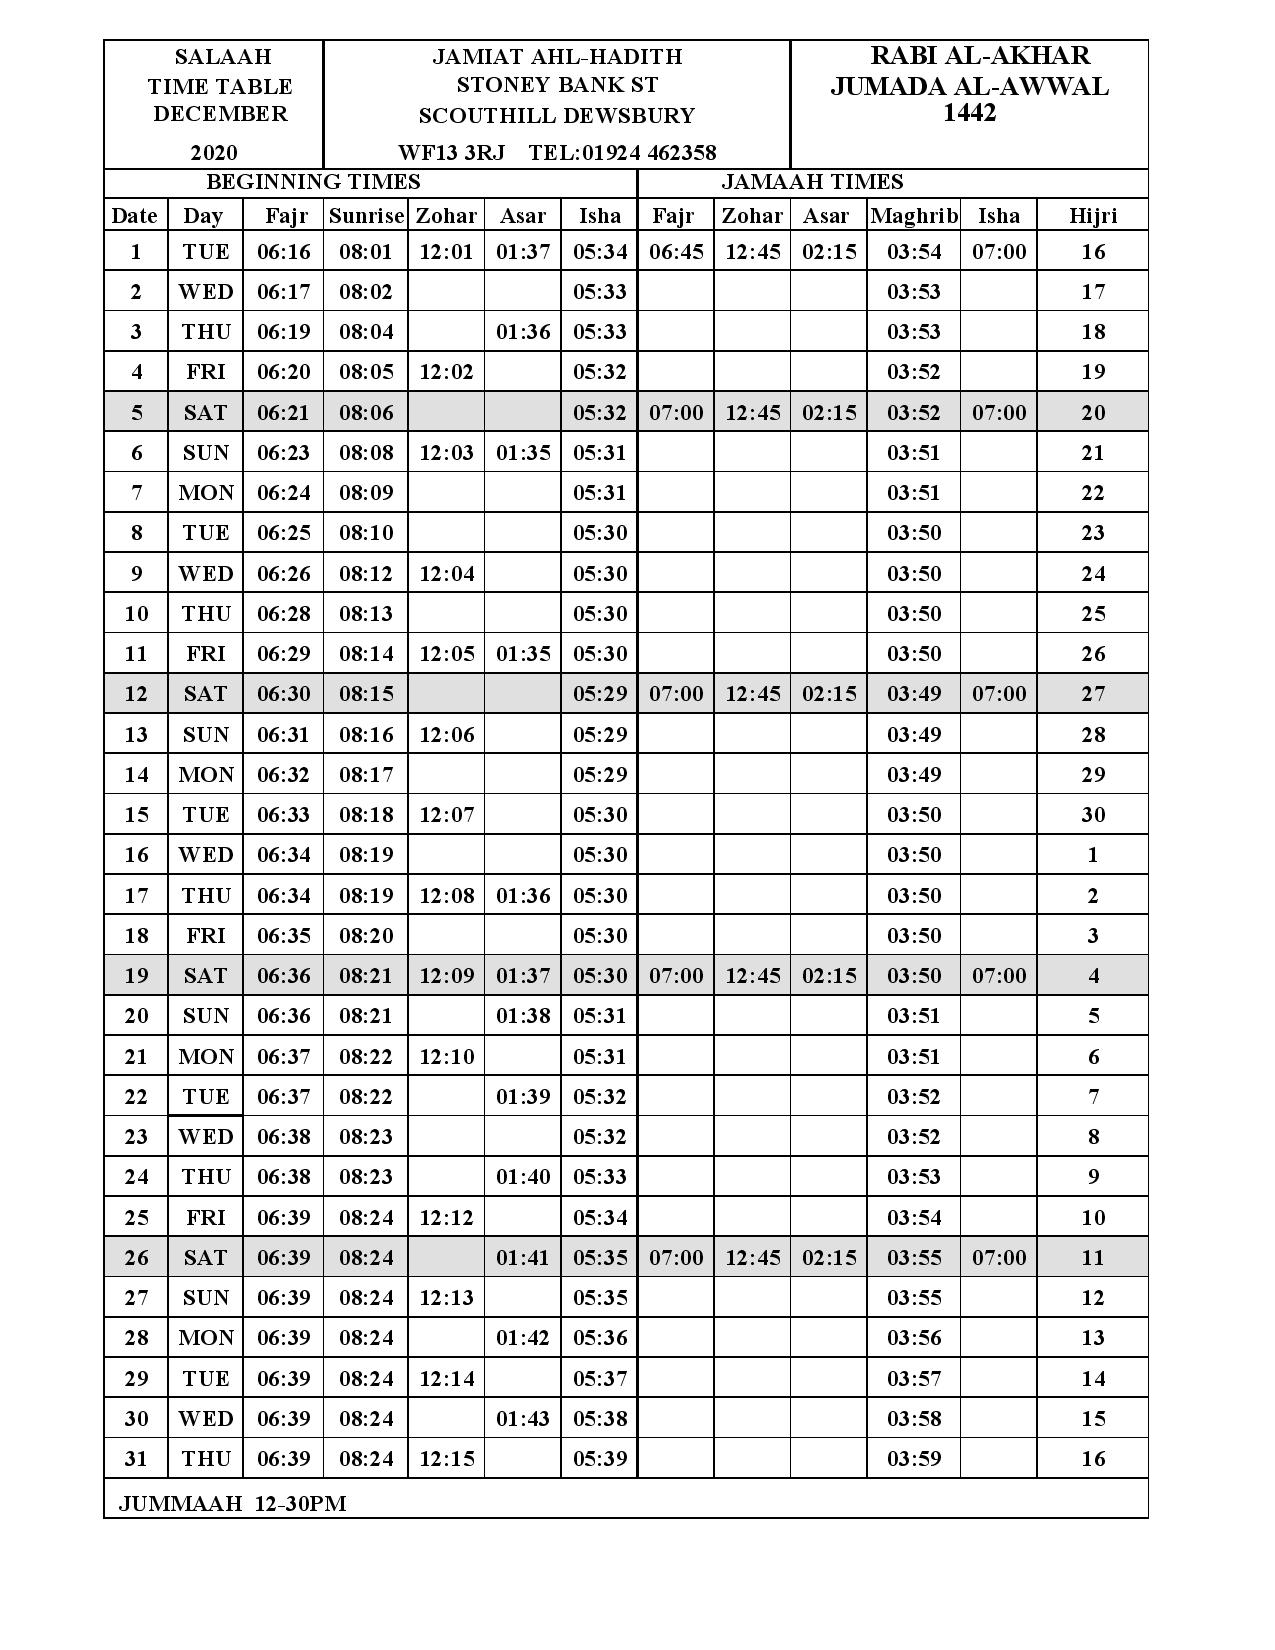 SALAAH
TIME TABLE
DECEMBER
2020
JAMIAT AHL-HADITH
STONEY BANK ST
SCOUTHILL DEWSBURY
WF13 3RJ TEL:01924 462358
RABI AL-AKHAR
JUMADA AL-AWWAL
1442
BEGINNING TIMES JAMAAH TIMES
Date Day Fajr Sunrise Zohar Asar Isha Fajr Zohar Asar Maghrib Isha Hijri
1 TUE 06:16 08:01 12:01 01:37 05:34 06:45 12:45 02:15 03:54 07:00 16
2 WED 06:17 08:02 05:33 03:53 17
3 THU 06:19 08:04 01:36 05:33 03:53 18
4 FRI 06:20 08:05 12:02 05:32 03:52 19
5 SAT 06:21 08:06 05:32 07:00 12:45 02:15 03:52 07:00 20
6 SUN 06:23 08:08 12:03 01:35 05:31 03:51 21
7 MON 06:24 08:09 05:31 03:51 22
8 TUE 06:25 08:10 05:30 03:50 23
9 WED 06:26 08:12 12:04 05:30 03:50 24
10 THU 06:28 08:13 05:30 03:50 25
11 FRI 06:29 08:14 12:05 01:35 05:30 03:50 26
12 SAT 06:30 08:15 05:29 07:00 12:45 02:15 03:49 07:00 27
13 SUN 06:31 08:16 12:06 05:29 03:49 28
14 MON 06:32 08:17 05:29 03:49 29
15 TUE 06:33 08:18 12:07 05:30 03:50 30
16 WED 06:34 08:19 05:30 03:50 1
17 THU 06:34 08:19 12:08 01:36 05:30 03:50 2
18 FRI 06:35 08:20 05:30 03:50 3
19 SAT 06:36 08:21 12:09 01:37 05:30 07:00 12:45 02:15 03:50 07:00 4
20 SUN 06:36 08:21 01:38 05:31 03:51 5
21 MON 06:37 08:22 12:10 05:31 03:51 6
22 TUE 06:37 08:22 01:39 05:32 03:52 7
23 WED 06:38 08:23 05:32 03:52 8
24 THU 06:38 08:23 01:40 05:33 03:53 9
25 FRI 06:39 08:24 12:12 05:34 03:54 10
26 SAT 06:39 08:24 01:41 05:35 07:00 12:45 02:15 03:55 07:00 11
27 SUN 06:39 08:24 12:13 05:35 03:55 12
28 MON 06:39 08:24 01:42 05:36 03:56 13
29 TUE 06:39 08:24 12:14 05:37 03:57 14
30 WED 06:39 08:24 01:43 05:38 03:58 15
31 THU 06:39 08:24 12:15 05:39 03:59 16
JUMMAAH 12-30PM